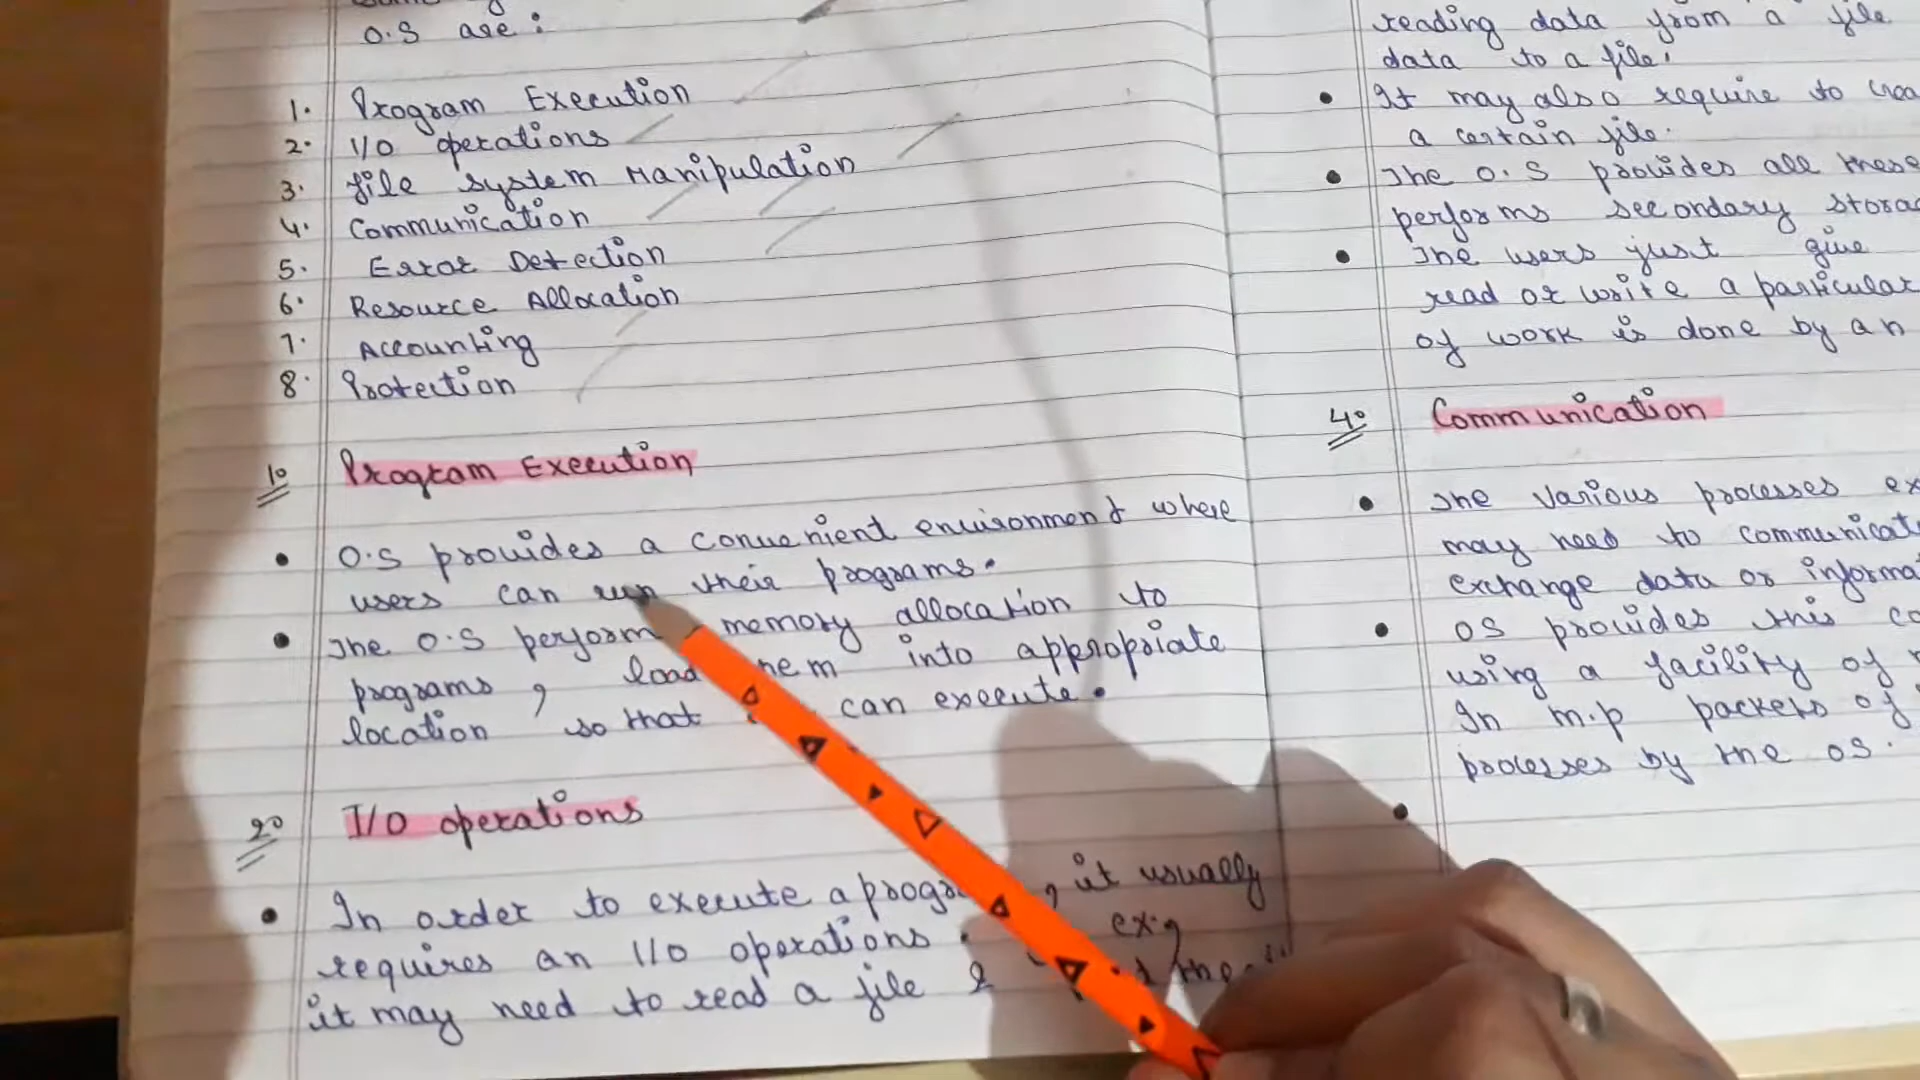 O.S are :
1. Program Execution
2. I/O operations
3. file system Manipulation
4. Communication
5. Error Detection
6. Resource Allocation
7. Accounting
8. Protection
1. Program Execution
• O.S provides a convenient environment where
users can run their programs.
• The O.S perform memory allocation to
programs, load into appropriate
location, so that can execute.
2. I/O operations
• In order to execute a , it usually
requires an I/O operations. ex.
it may need to read a file &
reading data from a file
data to a file.
• It may also require to
a certain file.
• The O.S provides all these
performs secondary
• The users just give
read or write a particular
of work is done by an
4. Communication
• The various processes
may need to
exchange data or
• OS provides this
using a facility of
In m.p packets of
processes by the OS.
•